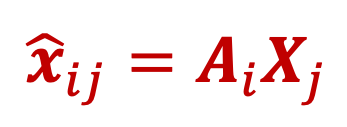 x̂ᵢⱼ = AᵢXⱼ